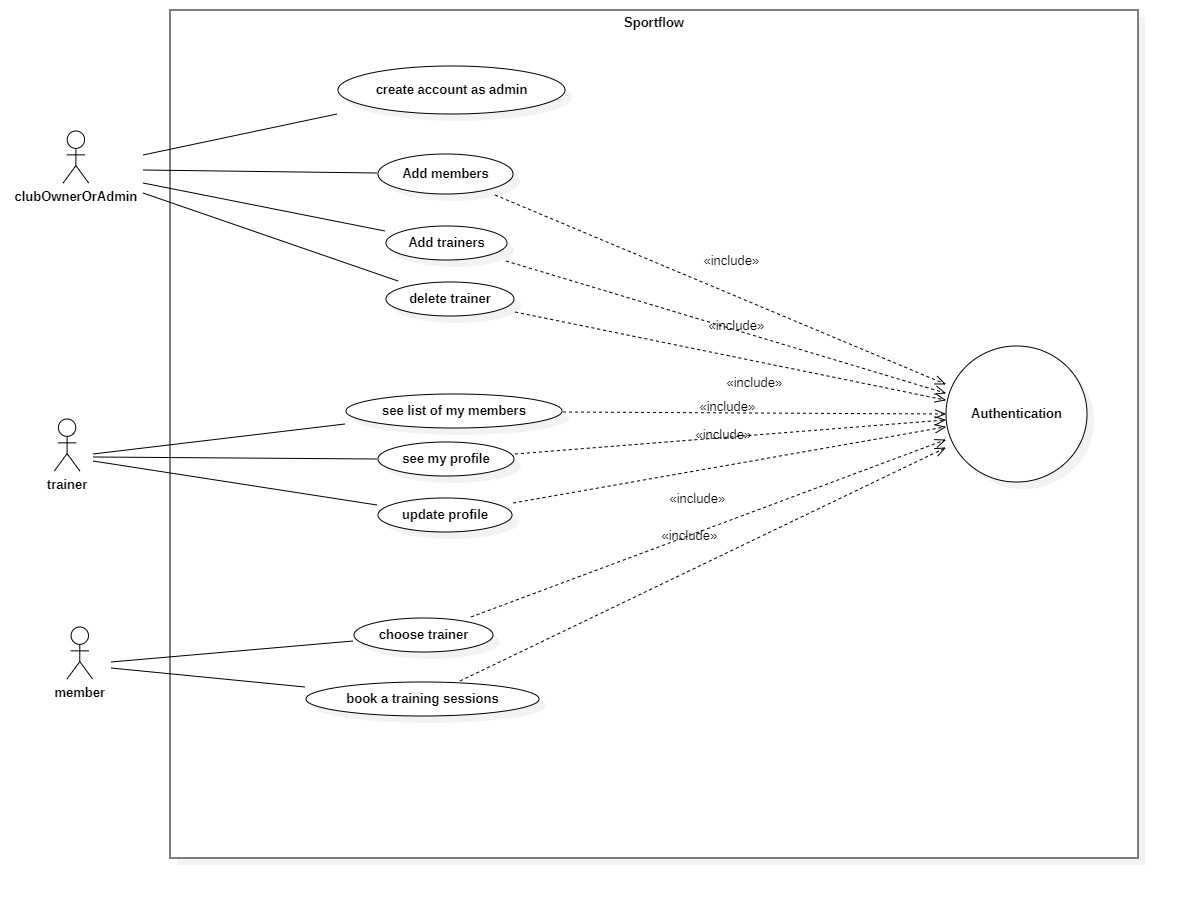 Sportflow
create account as admin
clubOwnerOrAdmin
Add members
Add trainers
«include»
delete trainer
«include»
«include»
see list of my members
«include»
Authentication
«include»
trainer
see my profile
update profile
«include»
«include»
choose trainer
member
book a training sessions